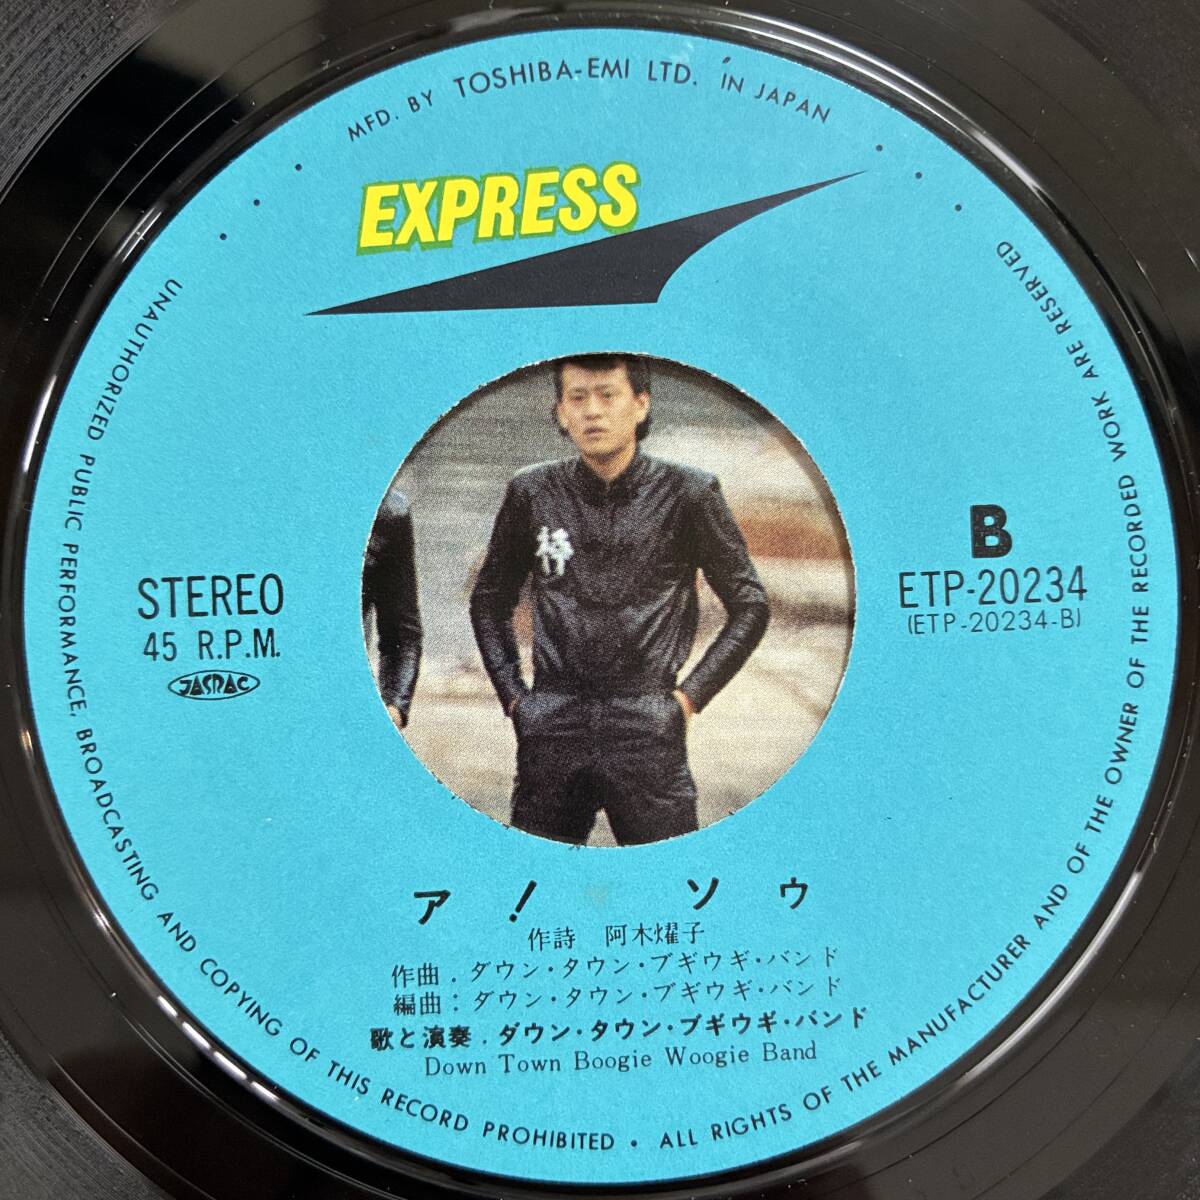 MFD. BY TOSHIBA-EMI LTD. IN JAPAN
EXPRESS
B
STEREO
45 R.P.M.
JASRAC
ETP-20234
(ETP-20234-B)
ア! ソゥ
作詩 阿木燿子
作曲.ダウン・タウン・ブギウギ・バンド
編曲:ダウン・タウン・ブギウギ・バンド
歌と演奏.ダウン・タウン・ブギウギ・バンド
Down Town Boogie Woogie Band
UNAUTHORIZED PUBLIC PERFORMANCE, BROADCASTING AND COPYING OF THIS RECORD PROHIBITED • ALL RIGHTS OF THE MANUFACTURER AND OF THE OWNER OF THE RECORDED WORK ARE RESERVED